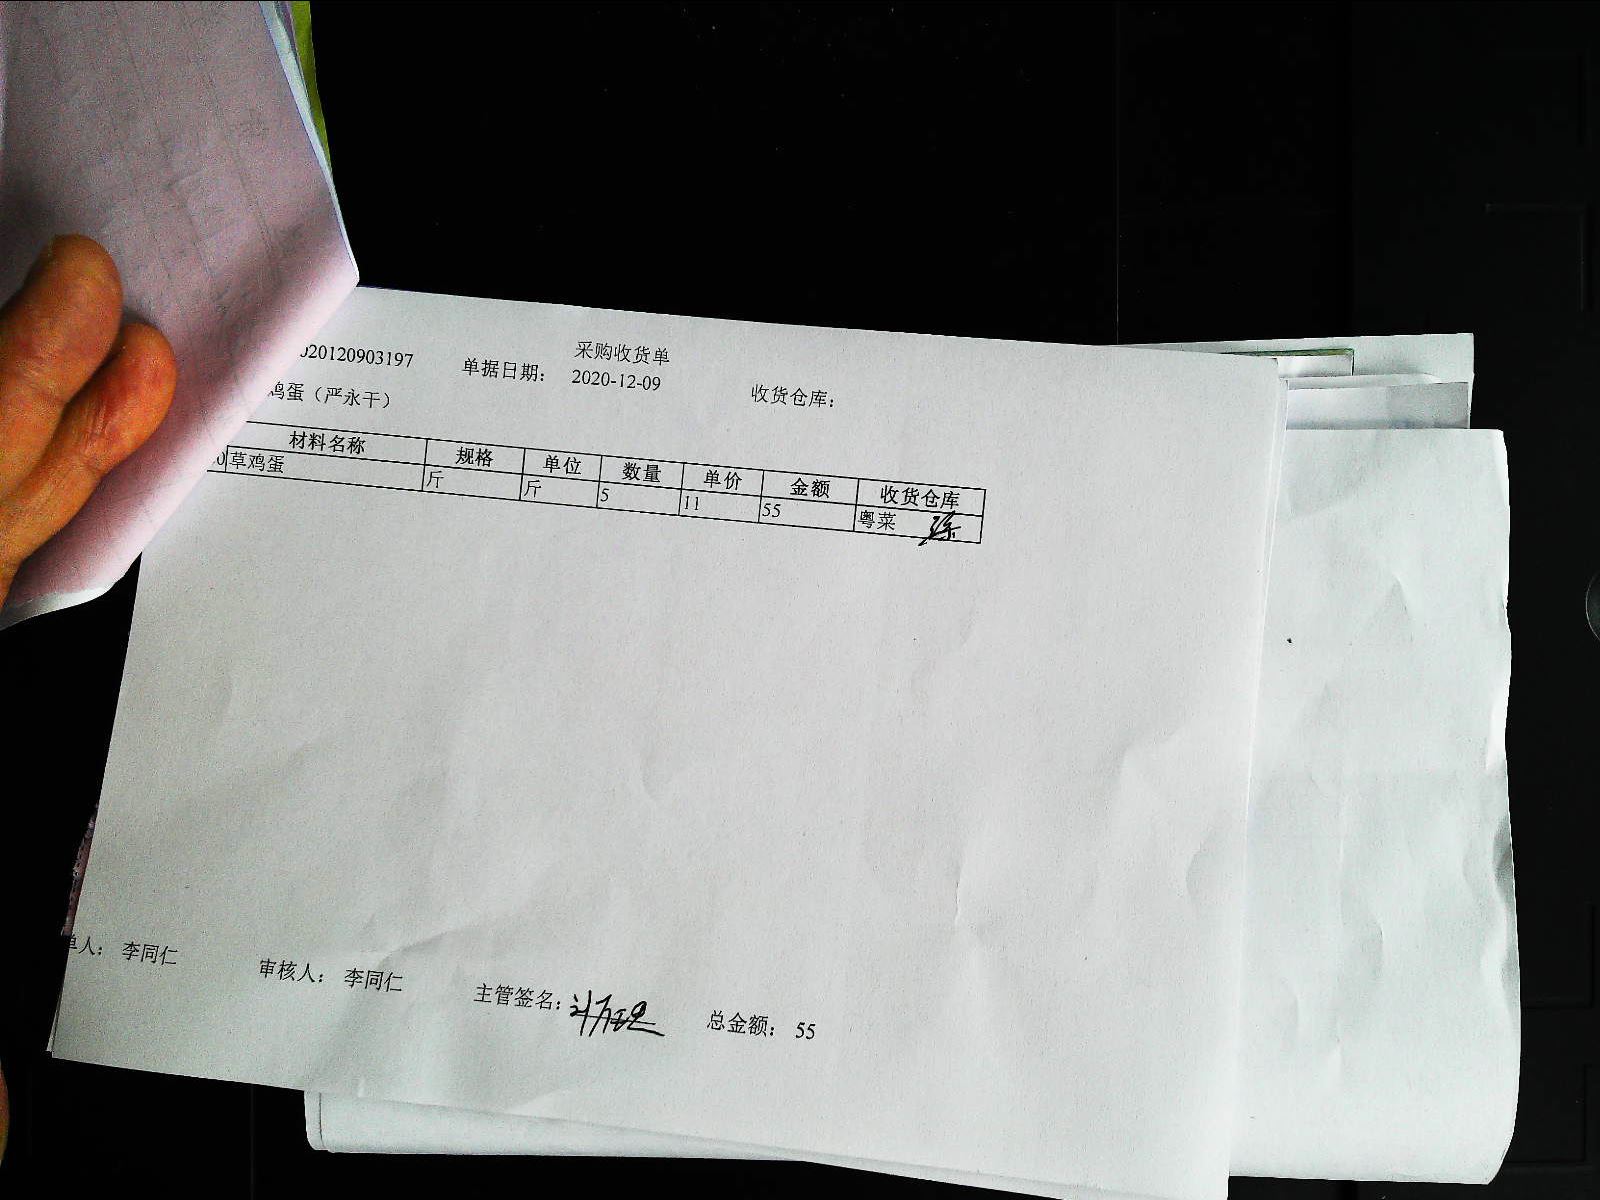 采购收货单
020120903197 单据日期： 2020-12-09 收货仓库：
鸡蛋（严永干）
材料名称 规格 单位 数量 单价 金额 收货仓库
0 草鸡蛋 斤 斤 5 11 55 粤菜
单人： 李同仁 审核人： 李同仁 主管签名： 总金额： 55